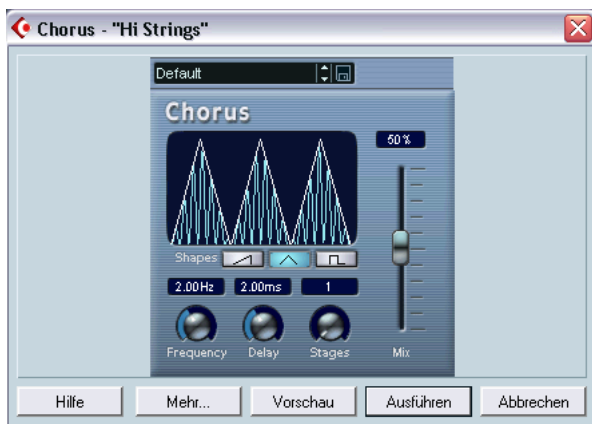 Chorus - "Hi Strings"
Default
Chorus
50%
Shapes
2.00Hz 2.00ms 1
Frequency Delay Stages Mix
Hilfe Mehr... Vorschau Ausführen Abbrechen